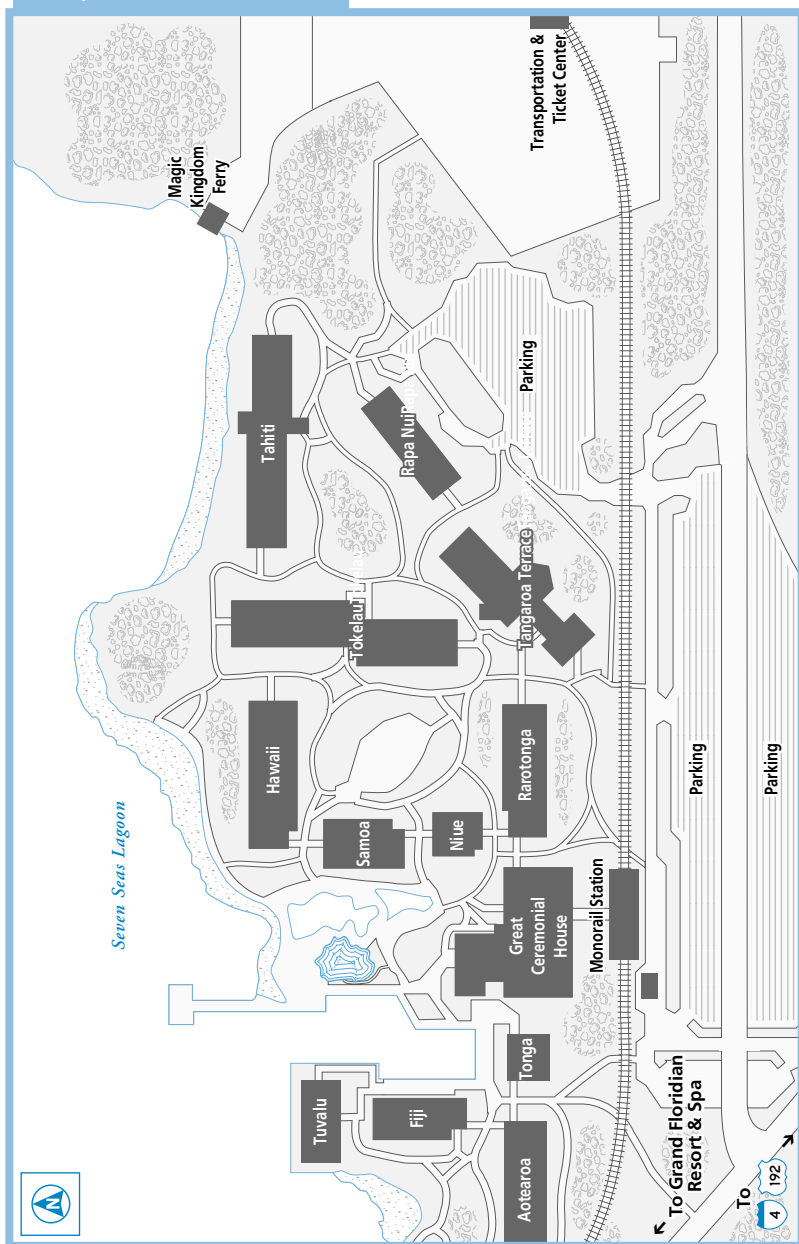 Magic
Kingdom
Ferry
Transportation &
Ticket Center
Tahiti
Rapa Nui
Parking
Tokelau
Tangaroa Terrace
Seven Seas Lagoon
Hawaii
Samoa
Niue
Rarotonga
Parking
Parking
Great
Ceremonial
House
Monorail Station
Tonga
Tuvalu
Fiji
Aotearoa
To Grand Floridian
Resort & Spa
To
4
192
N